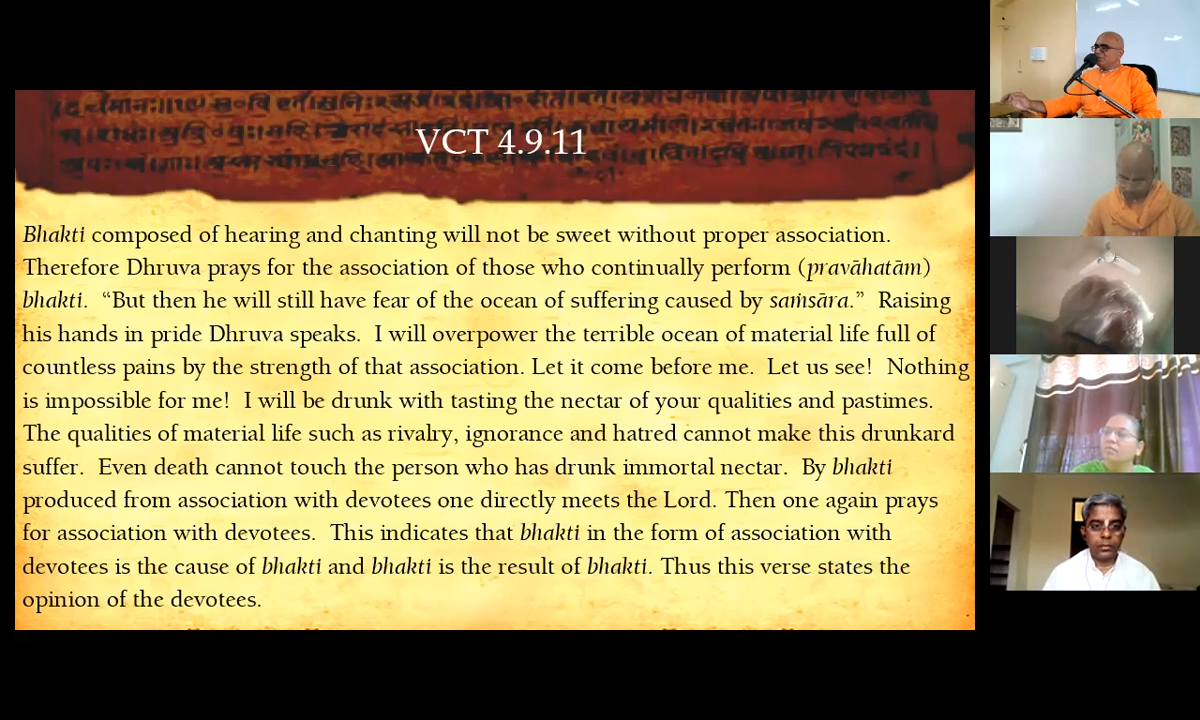 VCT 4.9.11
Bhakti composed of hearing and chanting will not be sweet without proper association.
Therefore Dhruva prays for the association of those who continually perform (pravāhatām)
bhakti.  “But then he will still have fear of the ocean of suffering caused by saṁsāra.”  Raising
his hands in pride Dhruva speaks.  I will overpower the terrible ocean of material life full of
countless pains by the strength of that association. Let it come before me.  Let us see!  Nothing
is impossible for me!  I will be drunk with tasting the nectar of your qualities and pastimes.
The qualities of material life such as rivalry, ignorance and hatred cannot make this drunkard
suffer.  Even death cannot touch the person who has drunk immortal nectar.  By bhakti
produced from association with devotees one directly meets the Lord. Then one again prays
for association with devotees.  This indicates that bhakti in the form of association with
devotees is the cause of bhakti and bhakti is the result of bhakti. Thus this verse states the
opinion of the devotees.